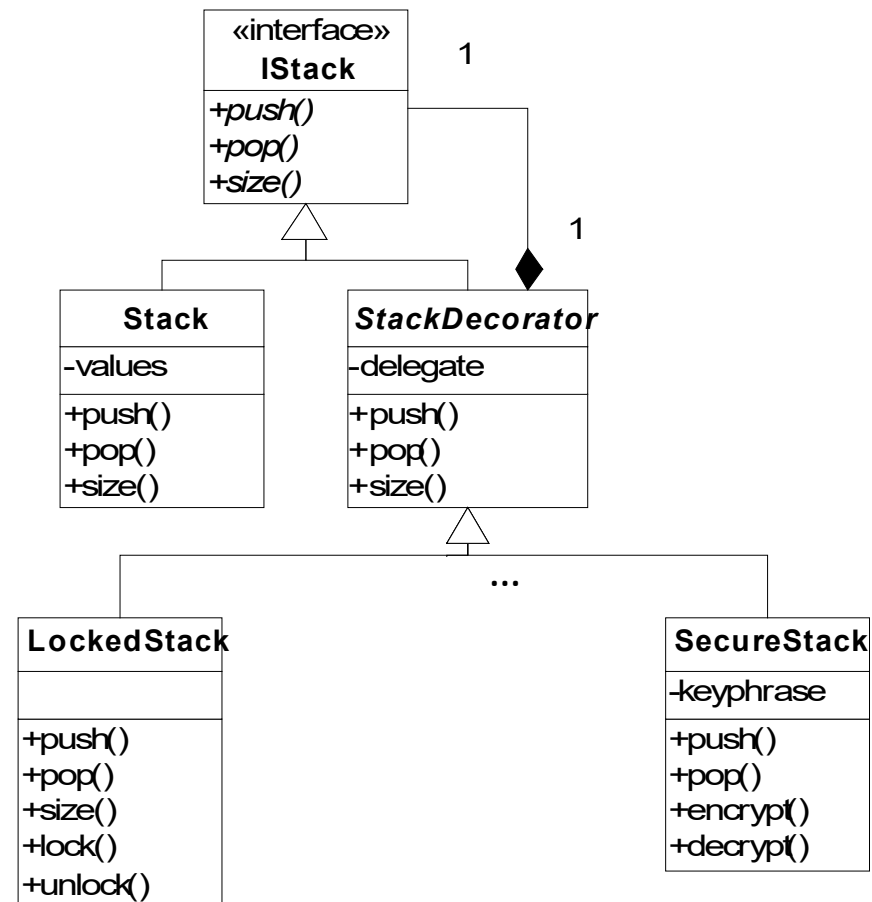 «interface»
IStack
+push()
+pop()
+size()
1
1
Stack
-values
+push()
+pop()
+size()
StackDecorator
-delegate
+push()
+pop()
+size()
...
LockedStack
+push()
+pop()
+size()
+lock()
+unlock()
SecureStack
-keyphrase
+push()
+pop()
+encrypt()
+decrypt()